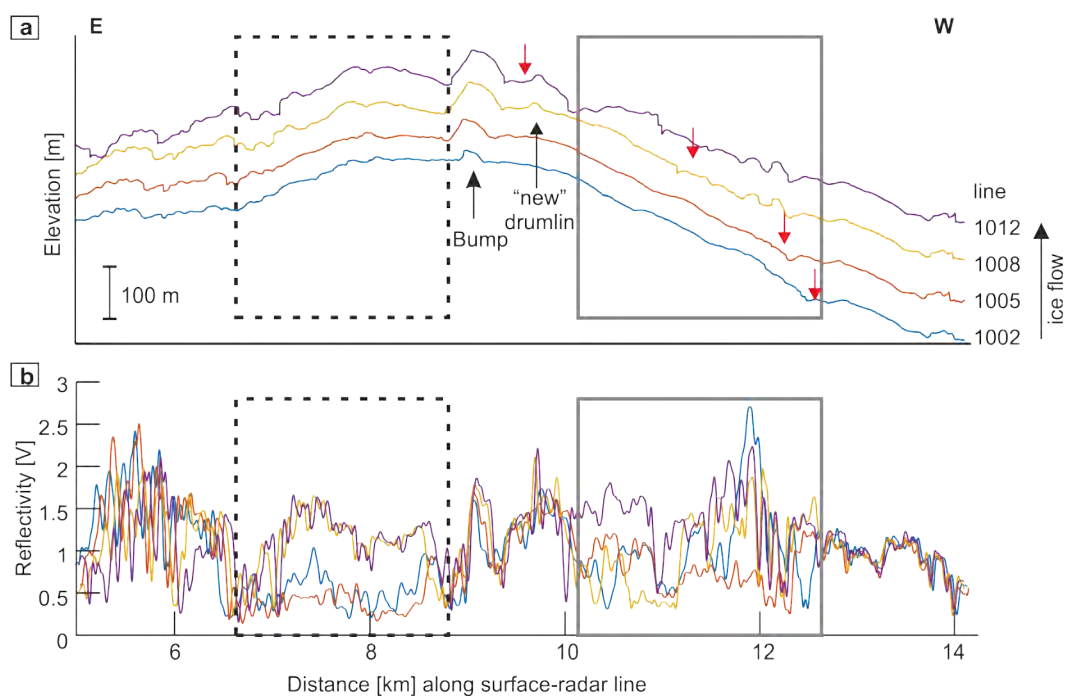 a
E
W
Elevation [m]
100 m
Bump
"new"
drumlin
line
1012
1008
1005
1002
ice flow
b
Reflectivity [V]
3
2.5
2
1.5
1
0.5
0
6
8
10
12
14
Distance [km] along surface-radar line